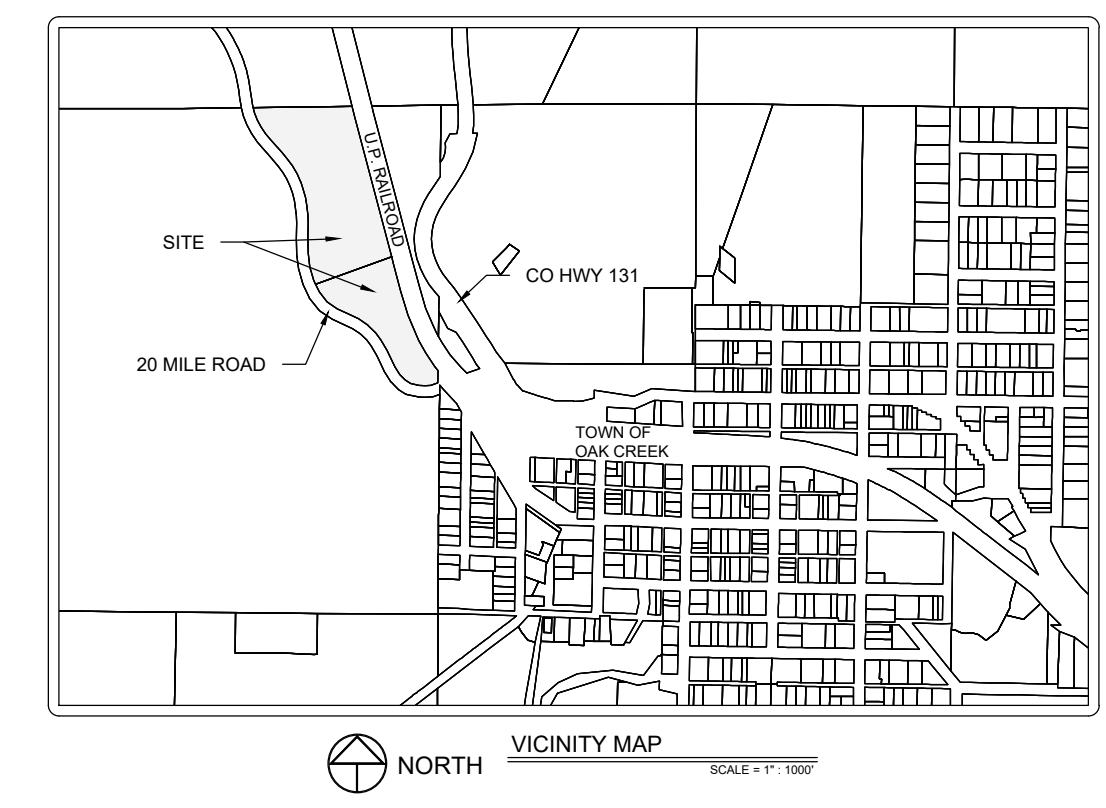 U.P. RAILROAD
SITE
CO HWY 131
20 MILE ROAD
TOWN OF
OAK CREEK
NORTH
VICINITY MAP
SCALE = 1" : 1000'